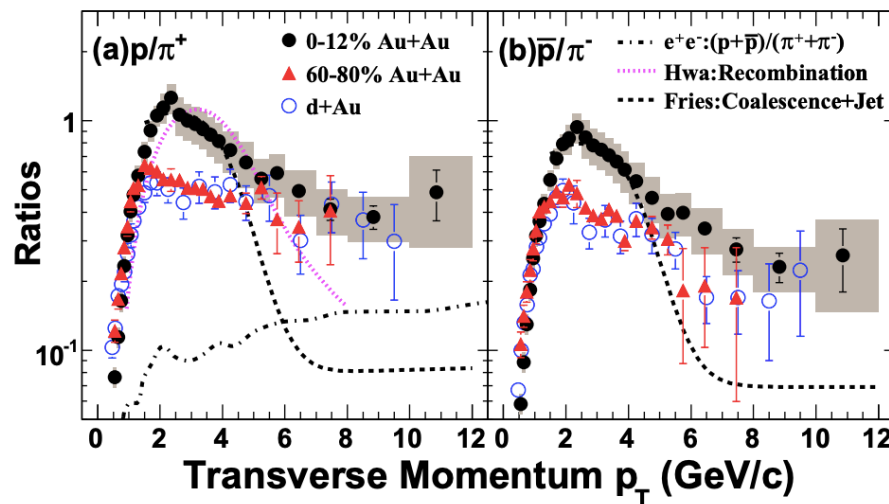 (a)p/π⁺
0-12% Au+Au
60-80% Au+Au
d+Au
(b)p̅/π⁻
e⁺e⁻:(p+p̅)/(π⁺+π⁻)
Hwa:Recombination
Fries:Coalescence+Jet
Ratios
1
10⁻¹
0 2 4 6 8 10 12 0 2 4 6 8 10 12
Transverse Momentum p_T (GeV/c)